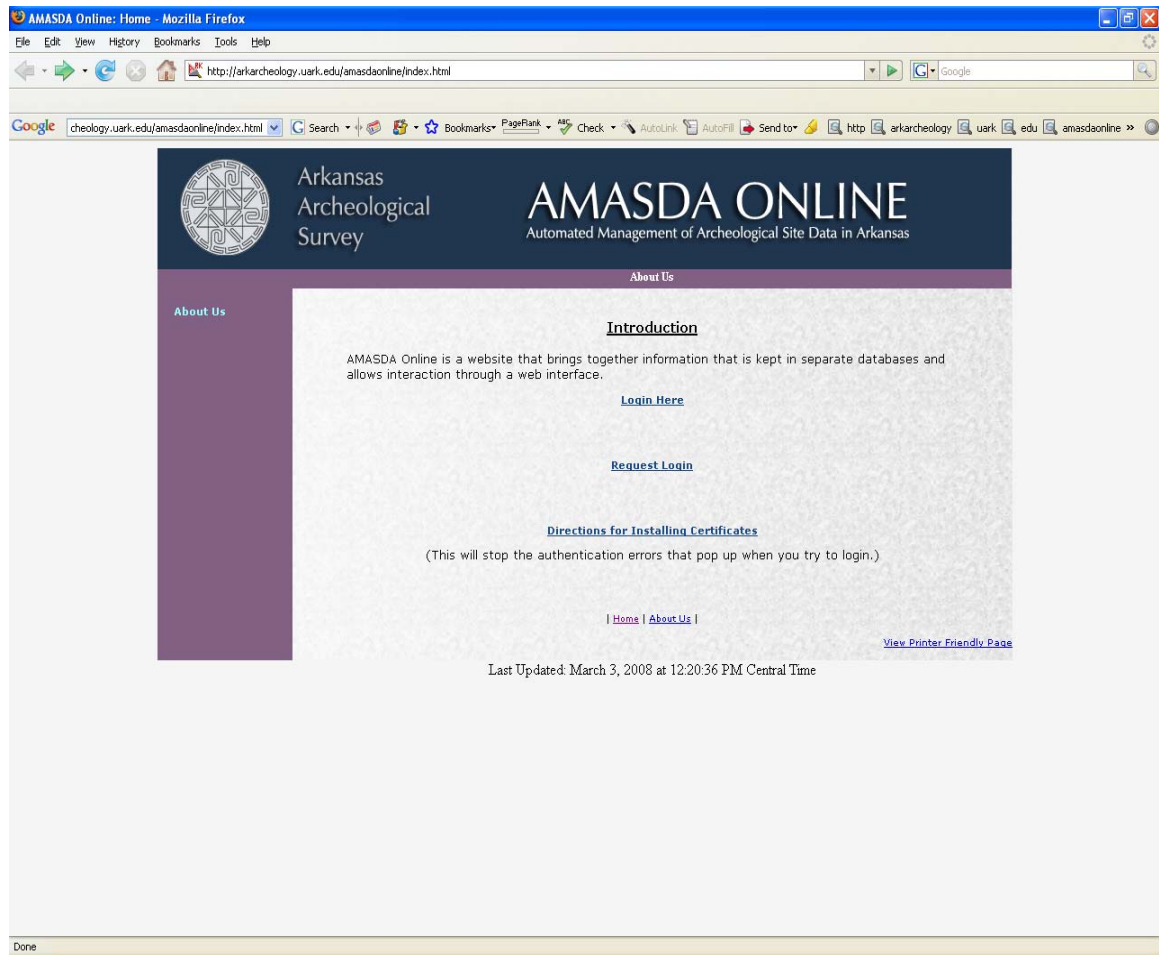 AMASDA Online: Home - Mozilla Firefox
File Edit View History Bookmarks Tools Help
http://arkarcheology.uark.edu/amasdaonline/index.html
G Google
Google cheology.uark.edu/amasdaonline/index.html G Search Bookmarks PageRank ABC Check AutoLink AutoFill Send to http arkarcheology uark edu amasdaonline »
Arkansas
Archeological
Survey
AMASDA ONLINE
Automated Management of Archeological Site Data in Arkansas
About Us
About Us
Introduction
AMASDA Online is a website that brings together information that is kept in separate databases and
allows interaction through a web interface.
Login Here
Request Login
Directions for Installing Certificates
(This will stop the authentication errors that pop up when you try to login.)
| Home | About Us |
View Printer Friendly Page
Last Updated: March 3, 2008 at 12:20:36 PM Central Time
Done